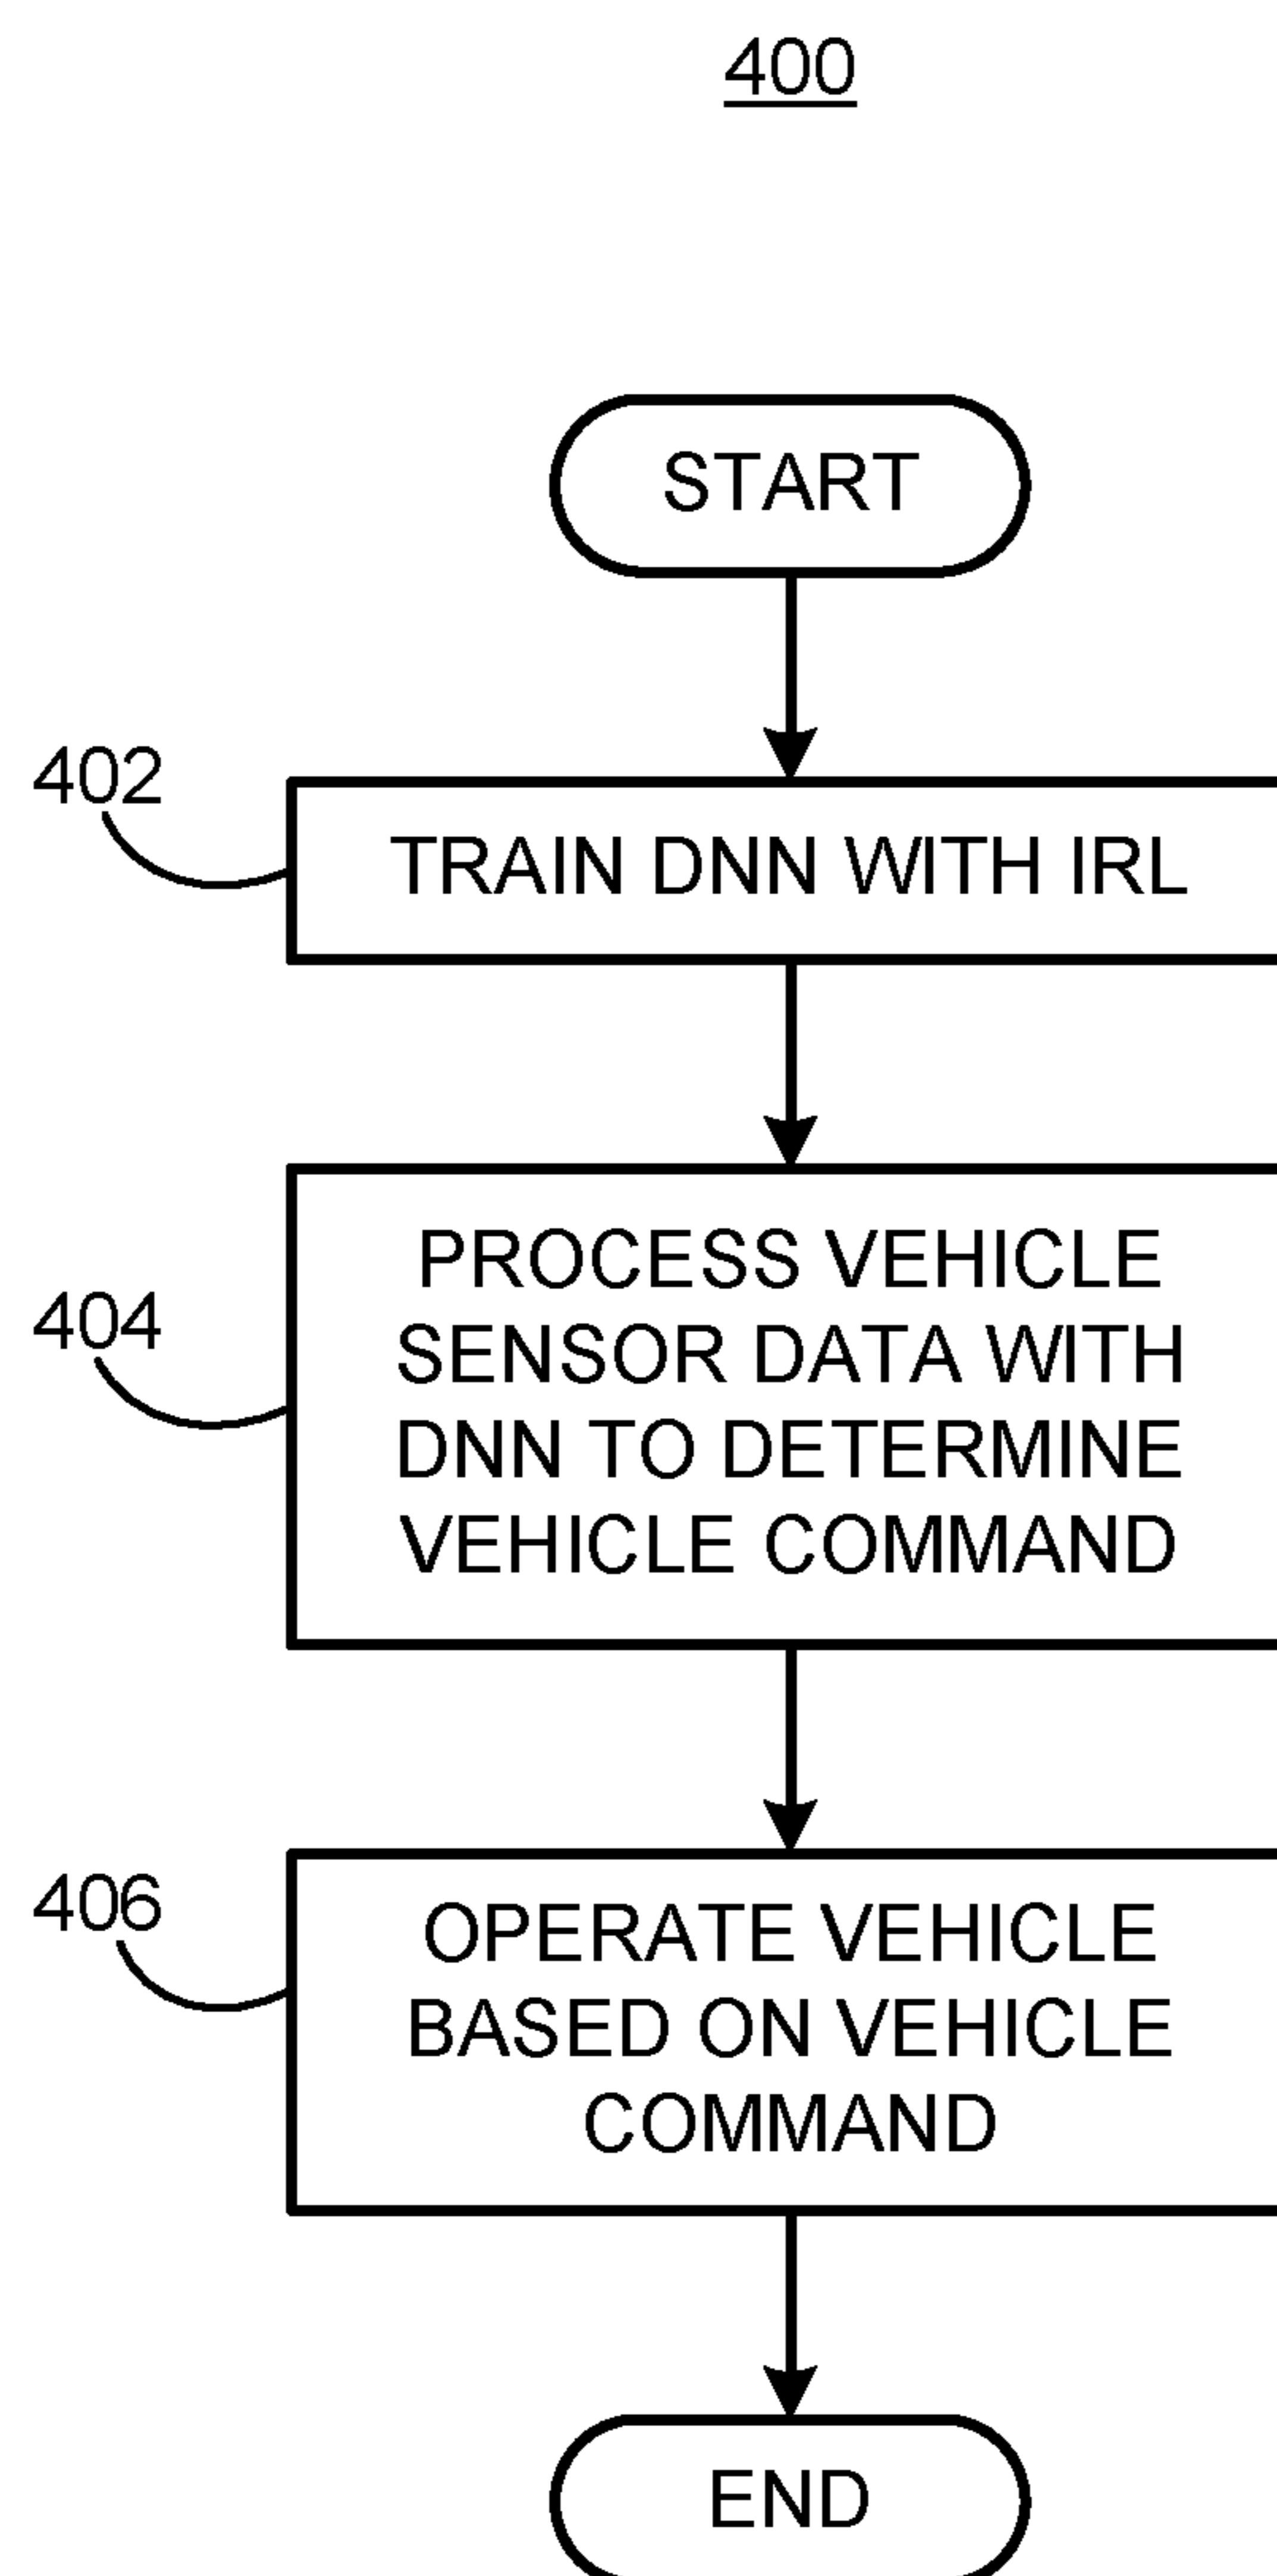 400
START
402
TRAIN DNN WITH IRL
404
PROCESS VEHICLE
SENSOR DATA WITH
DNN TO DETERMINE
VEHICLE COMMAND
406
OPERATE VEHICLE
BASED ON VEHICLE
COMMAND
END